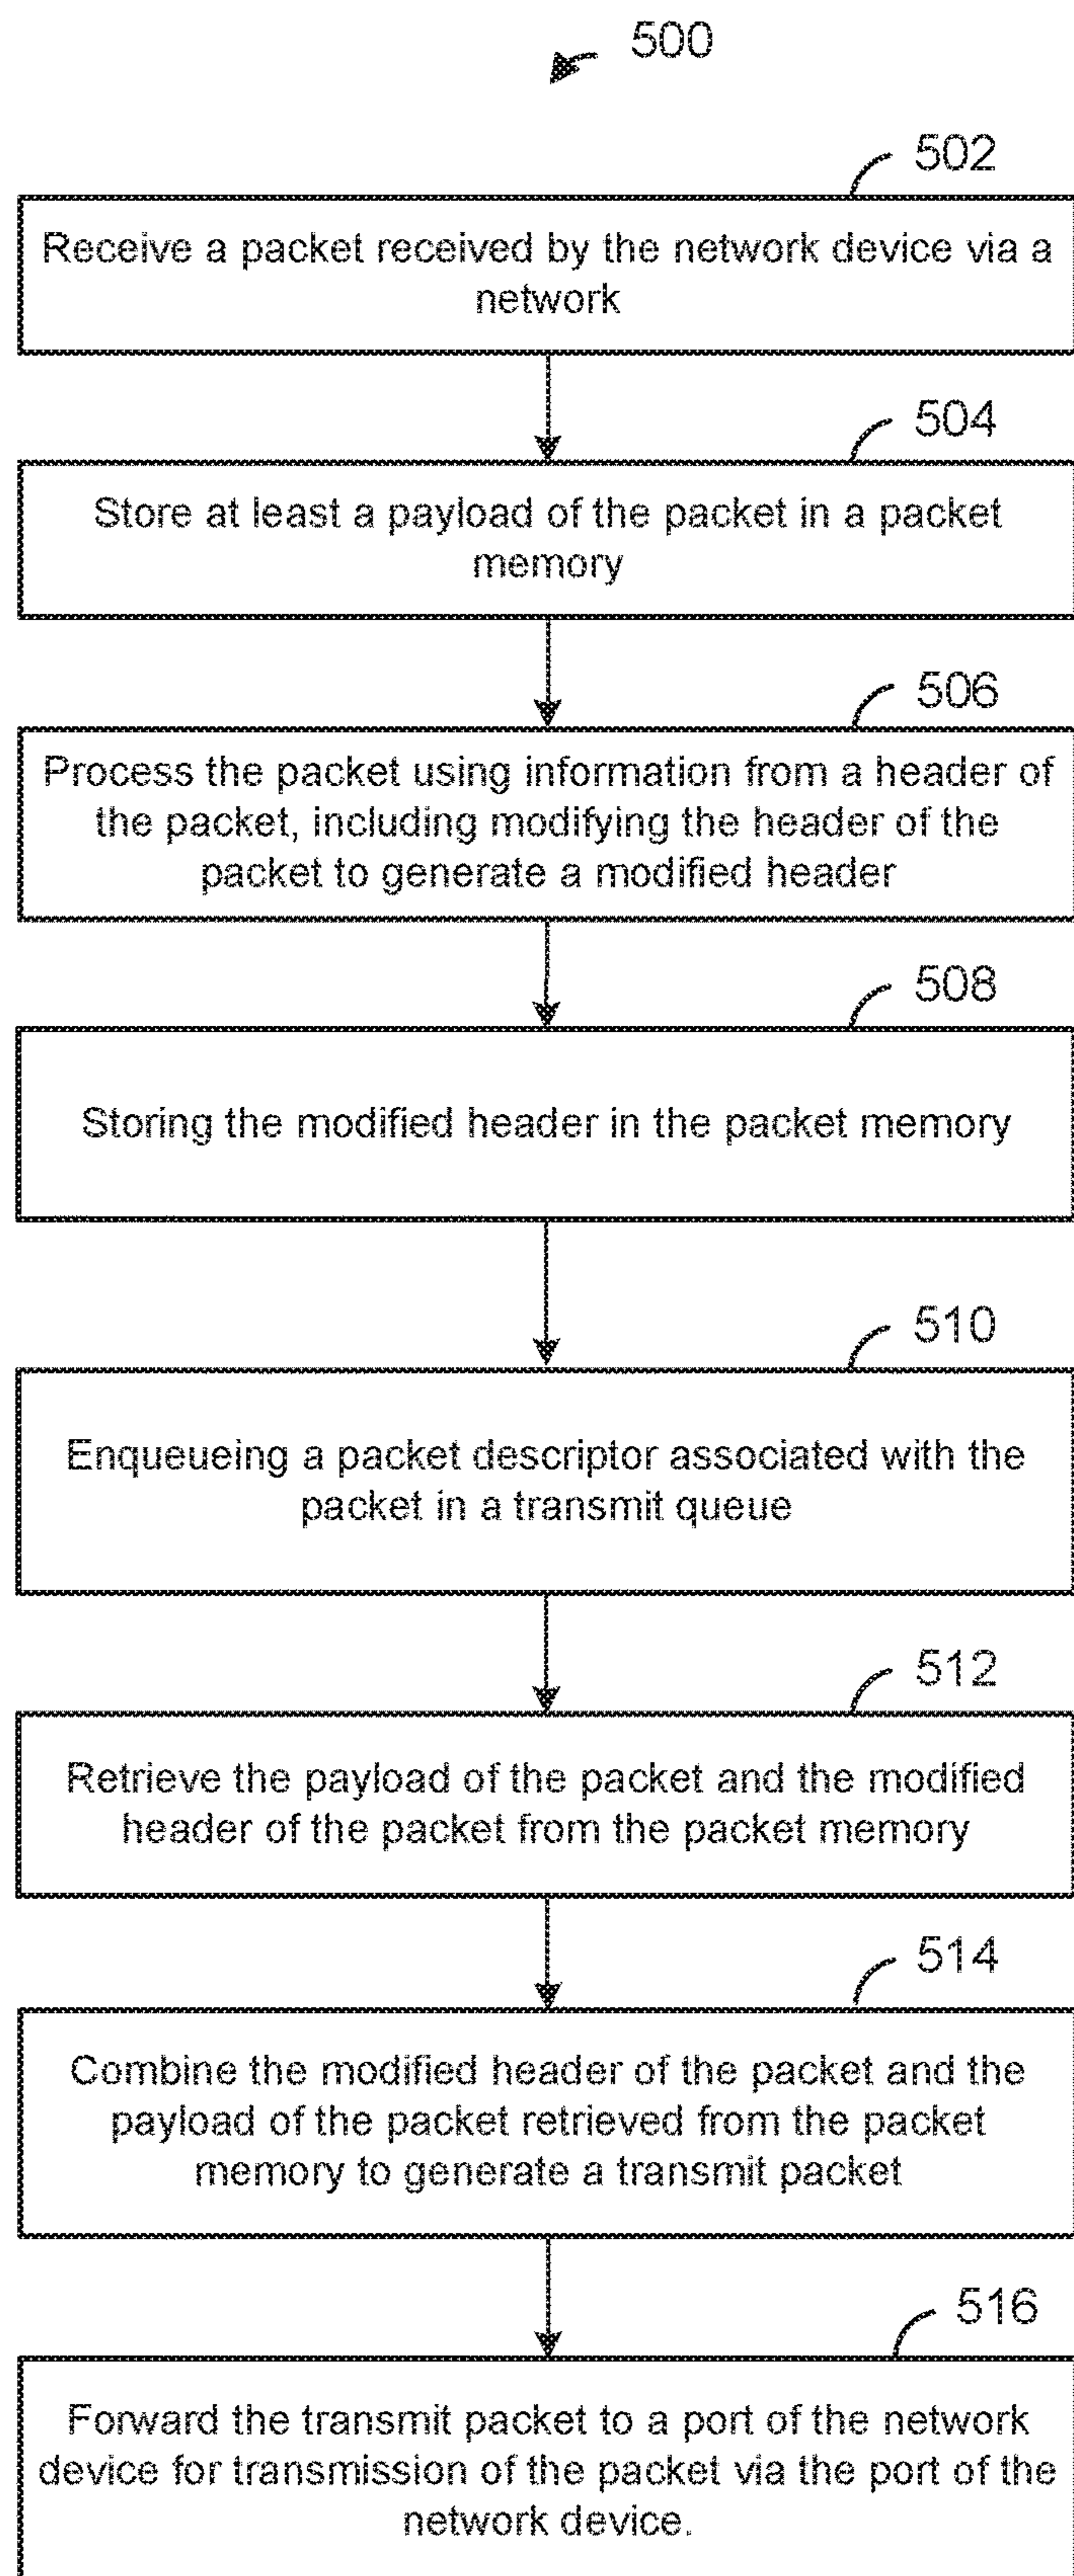 500
502
Receive a packet received by the network device via a
network
504
Store at least a payload of the packet in a packet
memory
506
Process the packet using information from a header of
the packet, including modifying the header of the
packet to generate a modified header
508
Storing the modified header in the packet memory
510
Enqueueing a packet descriptor associated with the
packet in a transmit queue
512
Retrieve the payload of the packet and the modified
header of the packet from the packet memory
514
Combine the modified header of the packet and the
payload of the packet retrieved from the packet
memory to generate a transmit packet
516
Forward the transmit packet to a port of the network
device for transmission of the packet via the port of the
network device.